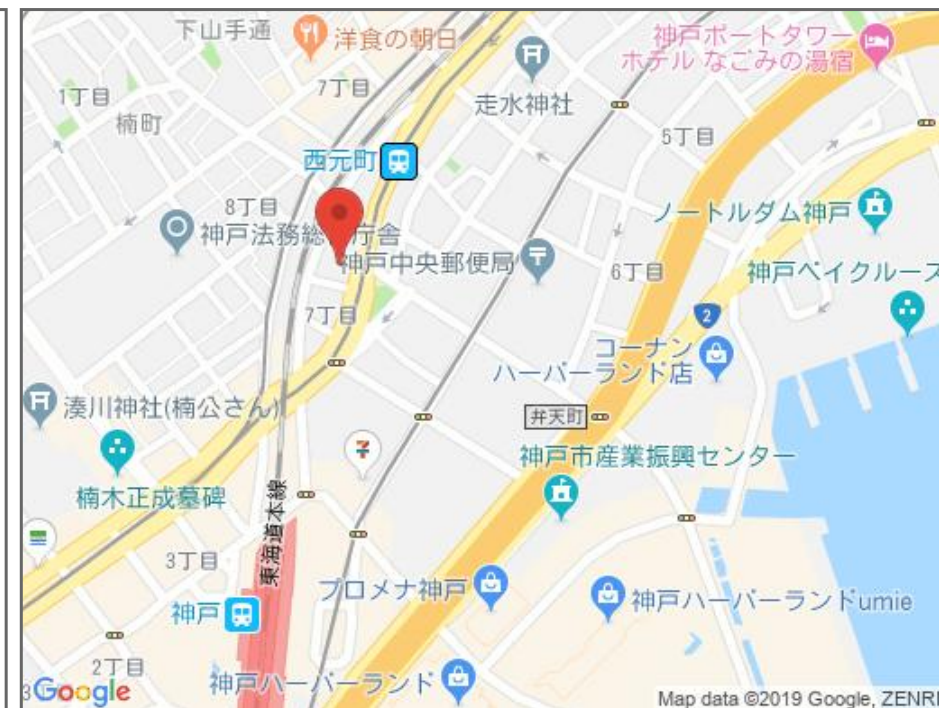 下山手通
洋食の朝日
神戸ポートタワー
ホテル なごみの湯宿
7丁目
1丁目
楠町
走水神社
5丁目
西元町
8丁目
神戸法務総
庁舎
ノートルダム神戸
神戸中央郵便局
6丁目
神戸ベイクルーズ
7丁目
2
コーナン
ハーバーランド店
弁天町
湊川神社(楠公さん)
7
神戸市産業振興センター
楠木正成墓碑
東海道本線
3丁目
プロメナ神戸
神戸
神戸ハーバーランドumie
2丁目
3
Google
神戸ハーバーランド
Map data ©2019 Google, ZENRI